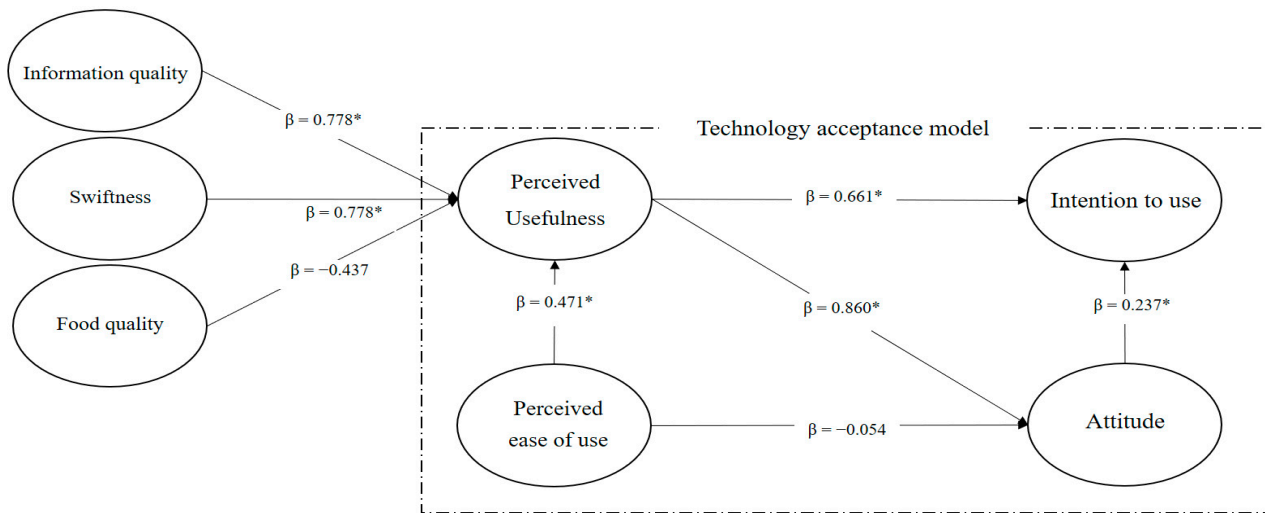 Information quality
β = 0.778*
Technology acceptance model
Swiftness
β = 0.778*
Perceived
Usefulness
β = 0.661*
Intention to use
β = −0.437
Food quality
β = 0.471*
β = 0.860*
β = 0.237*
Perceived
ease of use
β = −0.054
Attitude